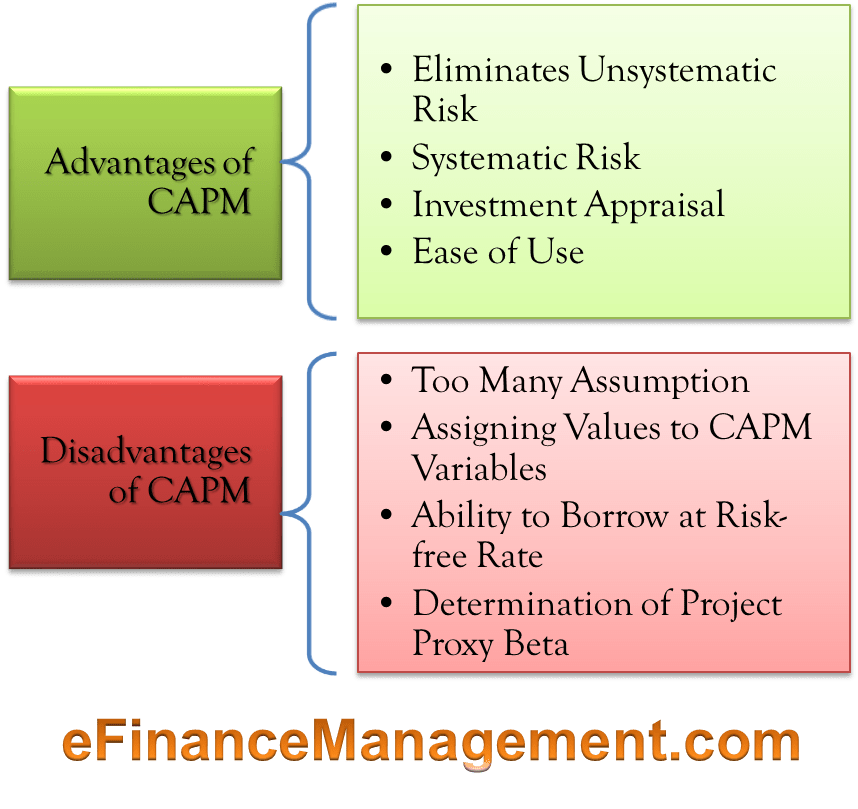 Advantages of
CAPM
• Eliminates Unsystematic
Risk
• Systematic Risk
• Investment Appraisal
• Ease of Use
Disadvantages
of CAPM
• Too Many Assumption
• Assigning Values to CAPM
Variables
• Ability to Borrow at Risk-
free Rate
• Determination of Project
Proxy Beta
eFinanceManagement.com